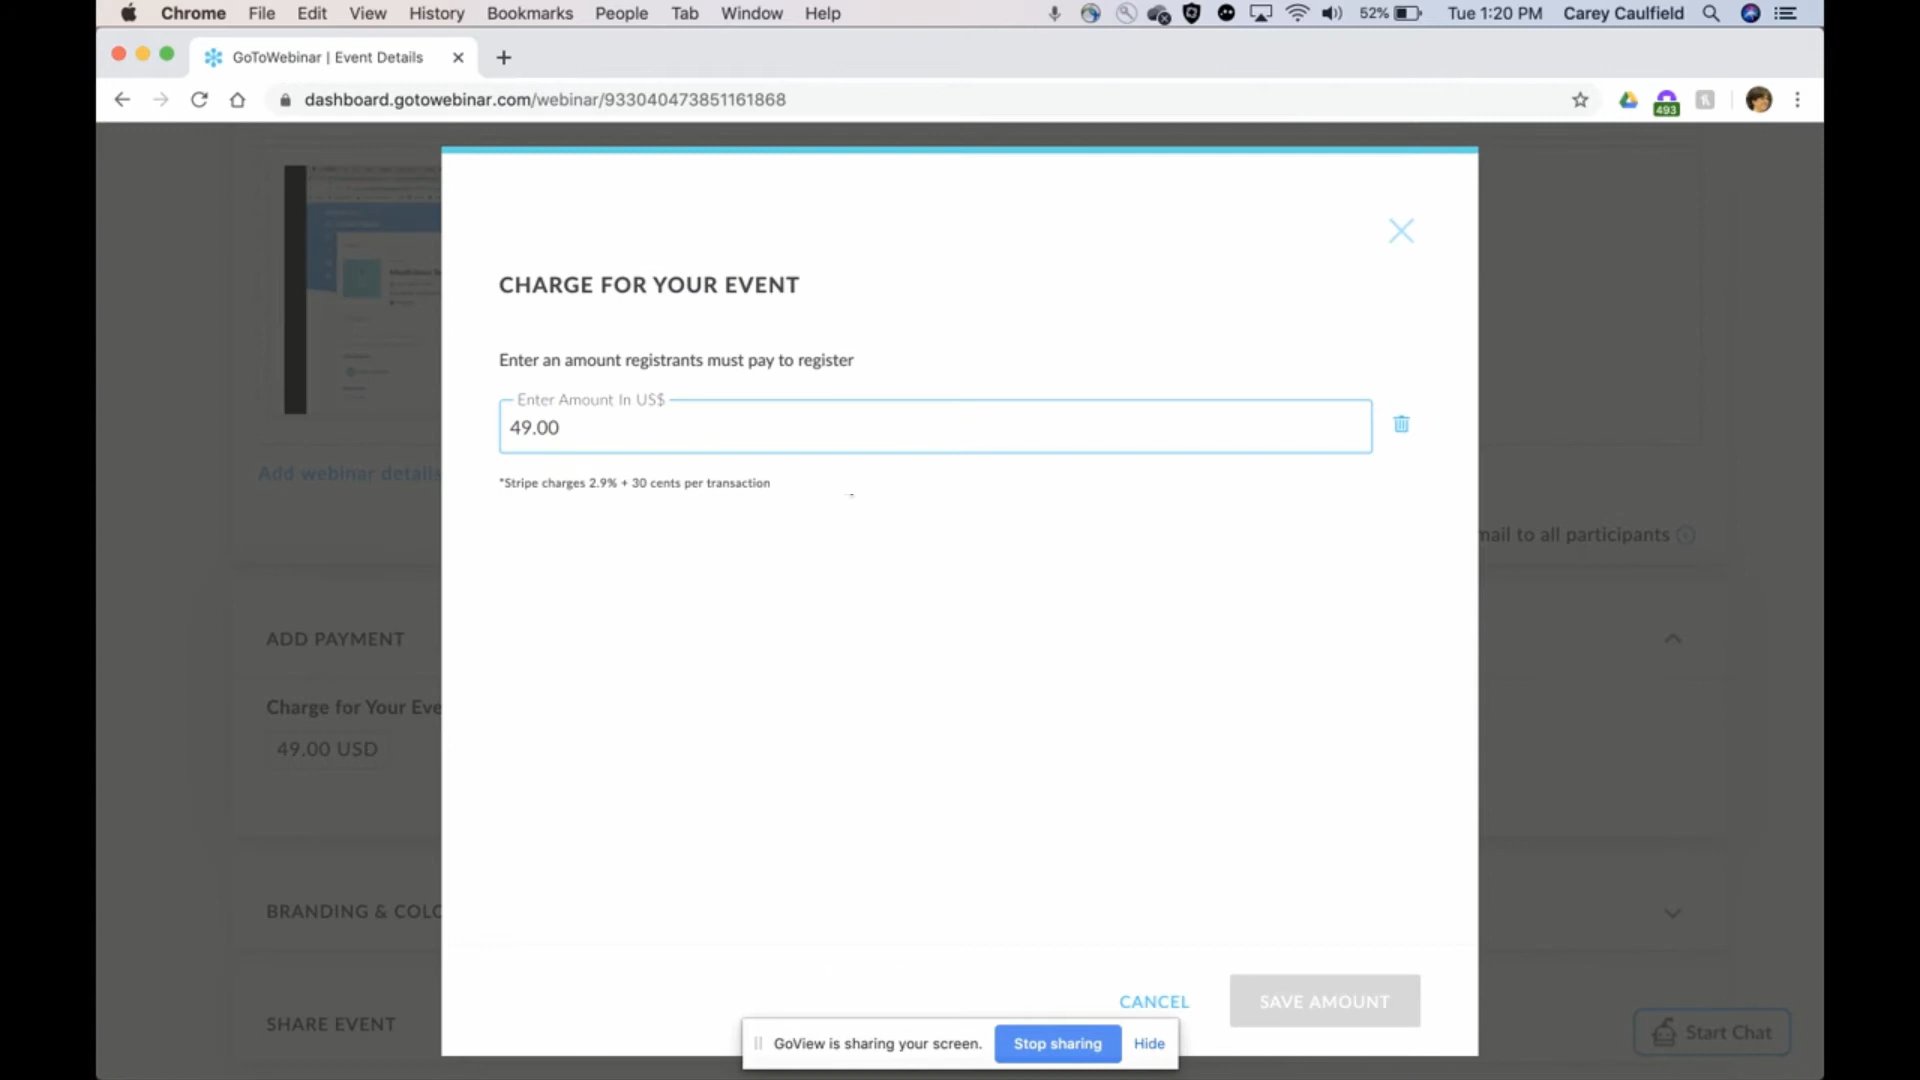 Chrome File Edit View History Bookmarks People Tab Window Help 52% Tue 1:20 PM Carey Caulfield
GoToWebinar | Event Details
dashboard.gotowebinar.com/webinar/933040473851161868
493
CHARGE FOR YOUR EVENT
Enter an amount registrants must pay to register
Enter Amount In US$
49.00
*Stripe charges 2.9% + 30 cents per transaction
Add webinar details
mail to all participants
ADD PAYMENT
Charge for Your Eve
49.00 USD
BRANDING & COLO
CANCEL SAVE AMOUNT
SHARE EVENT
Start Chat
GoView is sharing your screen. Stop sharing Hide